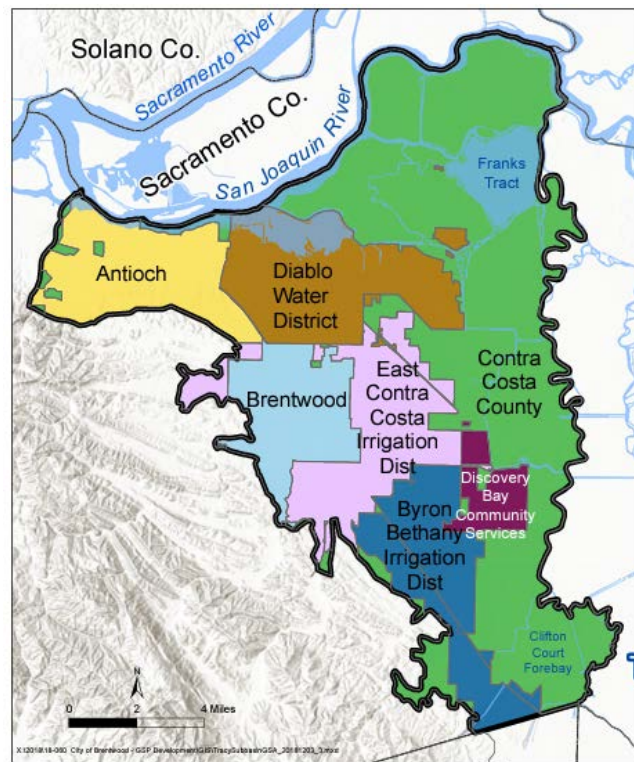 Solano Co.
Sacramento River
Sacramento Co.
San Joaquin River
Franks
Tract
Antioch
Diablo
Water
District
Contra
Costa
County
East
Contra
Costa
Irrigation
Dist
Brentwood
Discovery
Bay
Community
Services
Byron
Bethany
Irrigation
Dist
Clifton
Court
Forebay
N
0 2 4 Miles